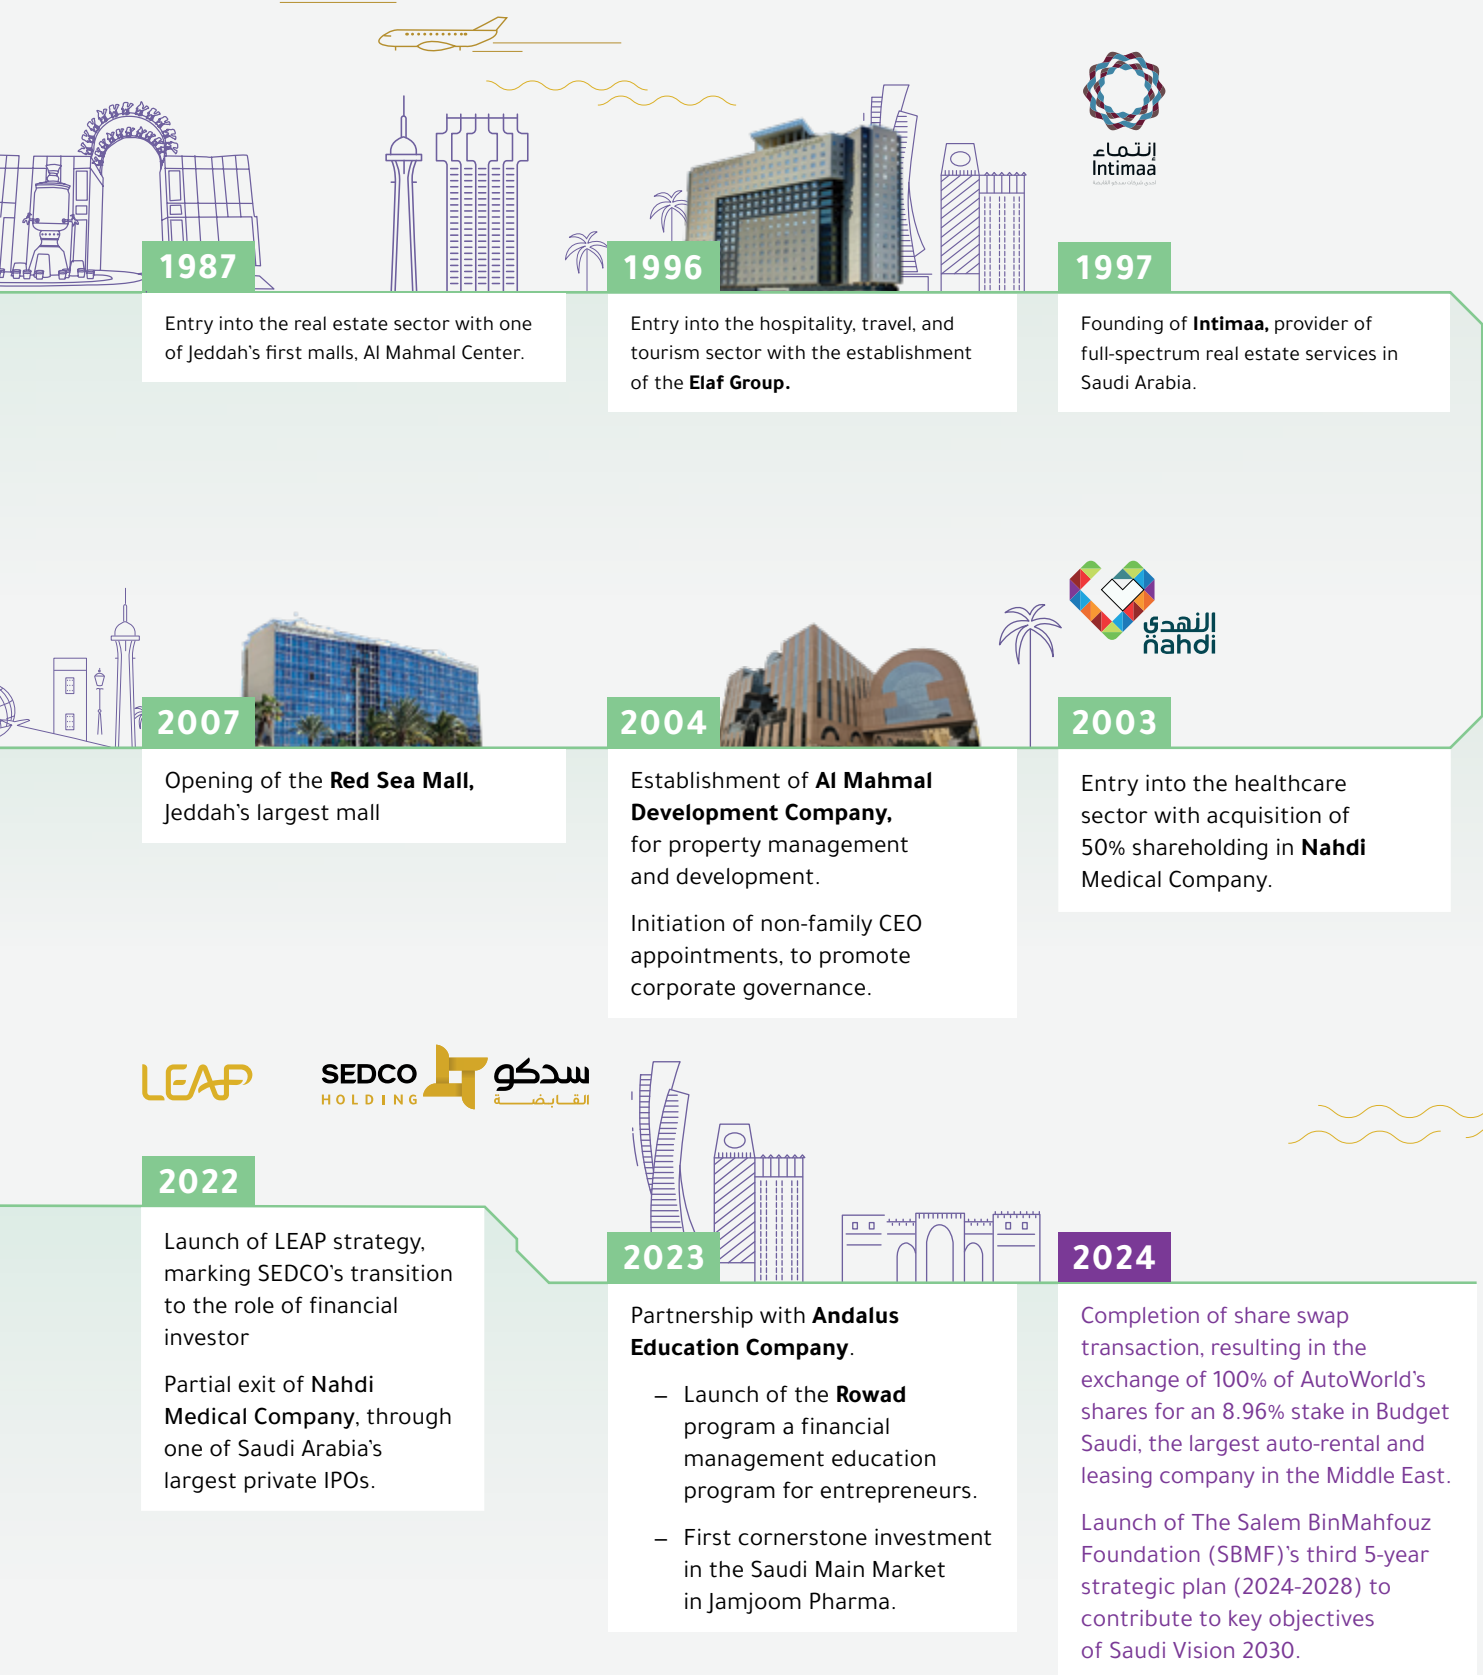 إنتماء
Intimaa
1987
Entry into the real estate sector with one
of Jeddah's first malls, Al Mahmal Center.
1996
Entry into the hospitality, travel, and
tourism sector with the establishment
of the Elaf Group.
1997
Founding of Intimaa, provider of
full-spectrum real estate services in
Saudi Arabia.
النهدي
nahdi
2007
Opening of the Red Sea Mall,
Jeddah's largest mall
2004
Establishment of Al Mahmal
Development Company,
for property management
and development.
Initiation of non-family CEO
appointments, to promote
corporate governance.
2003
Entry into the healthcare
sector with acquisition of
50% shareholding in Nahdi
Medical Company.
LEAP
SEDCO سدكو
HOLDING القابضة
2022
Launch of LEAP strategy,
marking SEDCO's transition
to the role of financial
investor
Partial exit of Nahdi
Medical Company, through
one of Saudi Arabia's
largest private IPOs.
2023
Partnership with Andalus
Education Company.
– Launch of the Rowad
program a financial
management education
program for entrepreneurs.
– First cornerstone investment
in the Saudi Main Market
in Jamjoom Pharma.
2024
Completion of share swap
transaction, resulting in the
exchange of 100% of AutoWorld's
shares for an 8.96% stake in Budget
Saudi, the largest auto-rental and
leasing company in the Middle East.
Launch of The Salem BinMahfouz
Foundation (SBMF)'s third 5-year
strategic plan (2024-2028) to
contribute to key objectives
of Saudi Vision 2030.